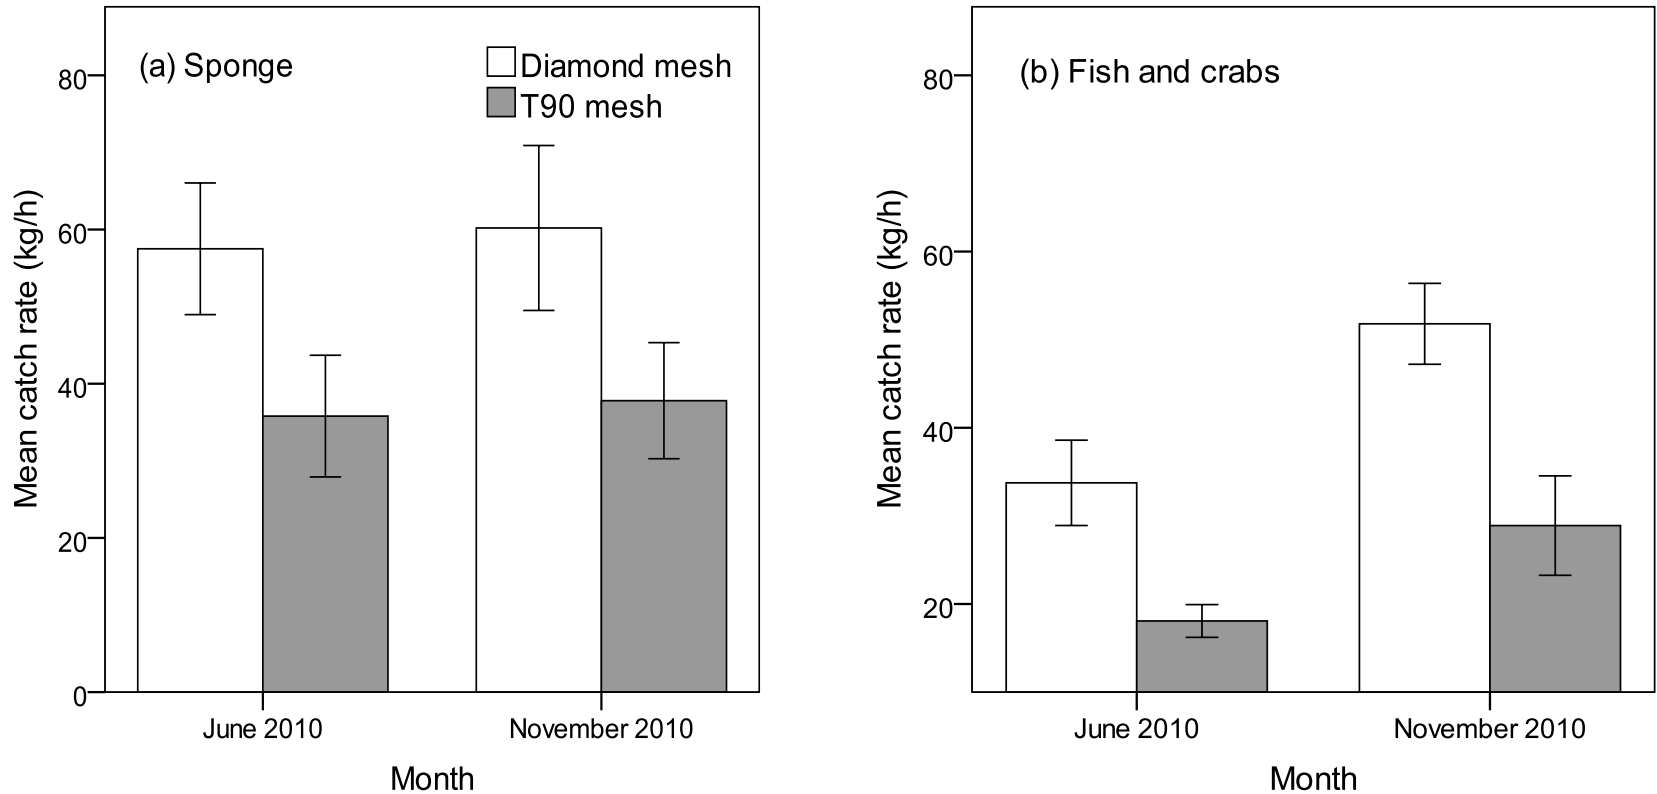 (a) Sponge
Diamond mesh
T90 mesh
Mean catch rate (kg/h)
80
60
40
20
0
June 2010
November 2010
Month
(b) Fish and crabs
Mean catch rate (kg/h)
80
60
40
20
June 2010
November 2010
Month